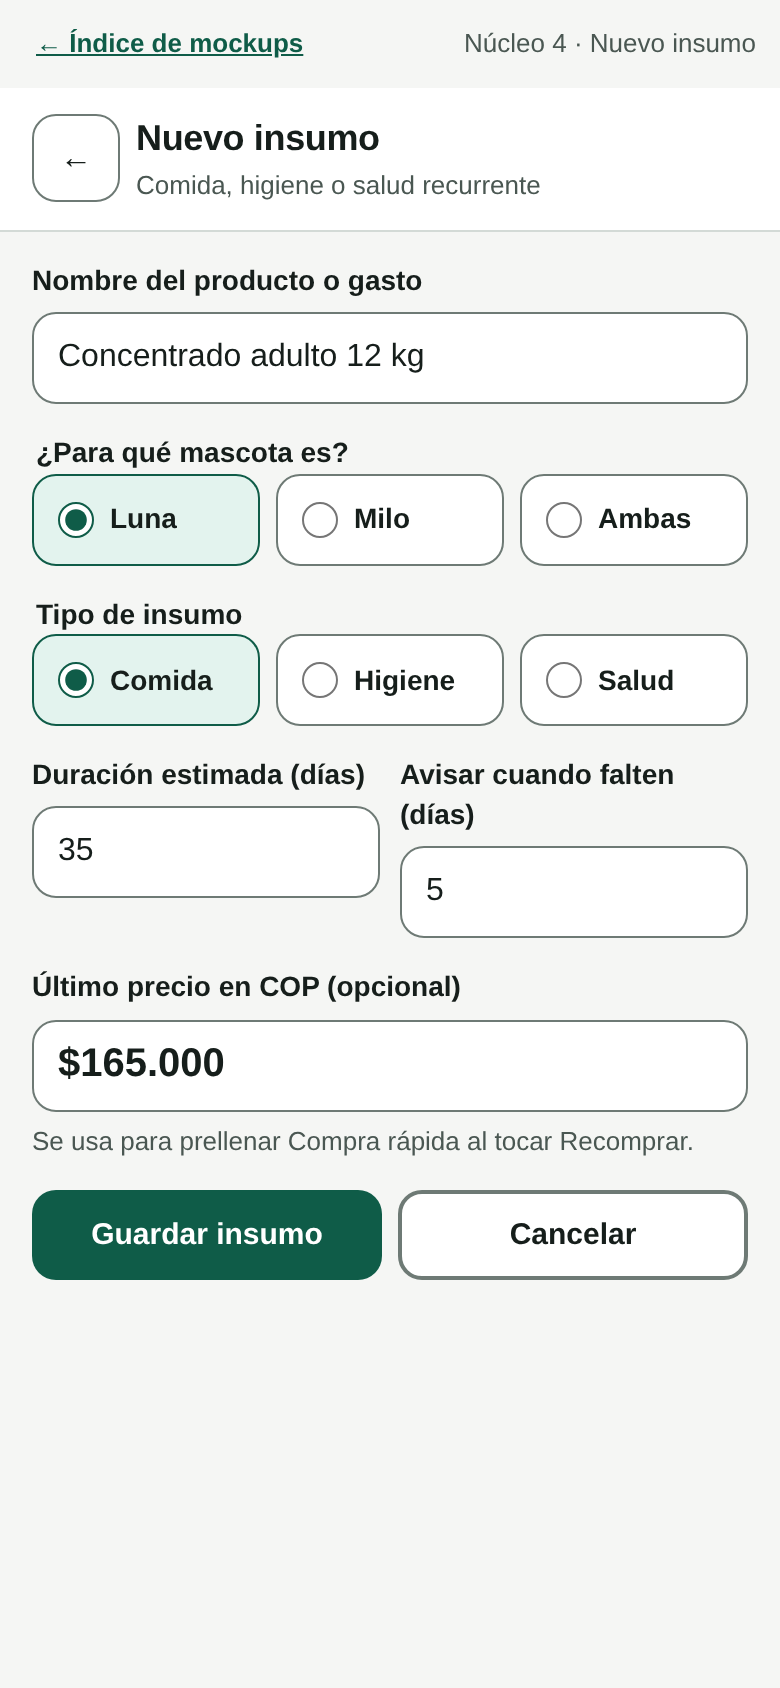 ← Índice de mockups
Núcleo 4 · Nuevo insumo
←
Nuevo insumo
Comida, higiene o salud recurrente
Nombre del producto o gasto
Concentrado adulto 12 kg
¿Para qué mascota es?
Luna
Milo
Ambas
Tipo de insumo
Comida
Higiene
Salud
Duración estimada (días)
35
Avisar cuando falten
(días)
5
Último precio en COP (opcional)
$165.000
Se usa para prellenar Compra rápida al tocar Recomprar.
Guardar insumo
Cancelar